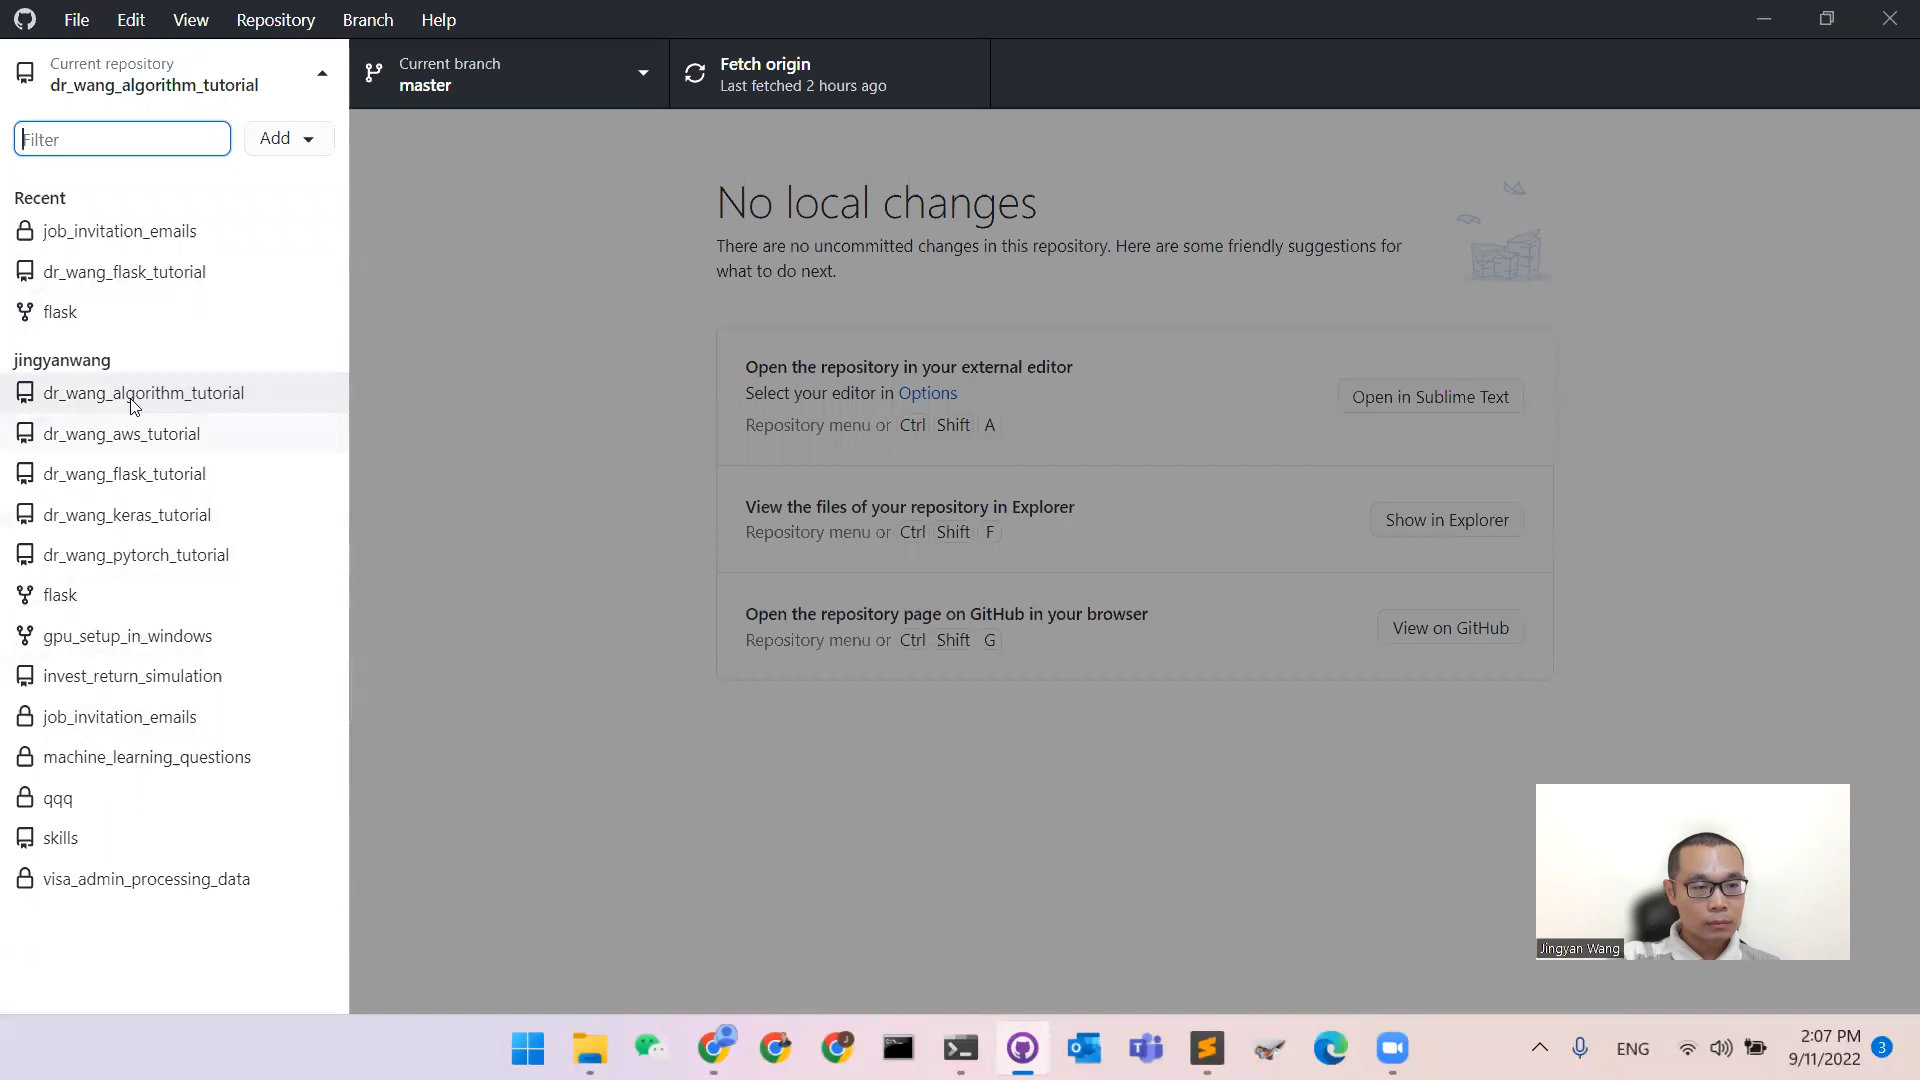 File Edit View Repository Branch Help
Current repository
dr_wang_algorithm_tutorial
Current branch
master
Fetch origin
Last fetched 2 hours ago
Filter
Add
Recent
job_invitation_emails
dr_wang_flask_tutorial
flask
jingyanwang
dr_wang_algorithm_tutorial
dr_wang_aws_tutorial
dr_wang_flask_tutorial
dr_wang_keras_tutorial
dr_wang_pytorch_tutorial
flask
gpu_setup_in_windows
invest_return_simulation
job_invitation_emails
machine_learning_questions
qqq
skills
visa_admin_processing_data
No local changes
There are no uncommitted changes in this repository. Here are some friendly suggestions for
what to do next.
Open the repository in your external editor
Select your editor in Options
Repository menu or Ctrl Shift A
Open in Sublime Text
View the files of your repository in Explorer
Repository menu or Ctrl Shift F
Show in Explorer
Open the repository page on GitHub in your browser
Repository menu or Ctrl Shift G
View on GitHub
Jingyan Wang
ENG
2:07 PM
9/11/2022
3